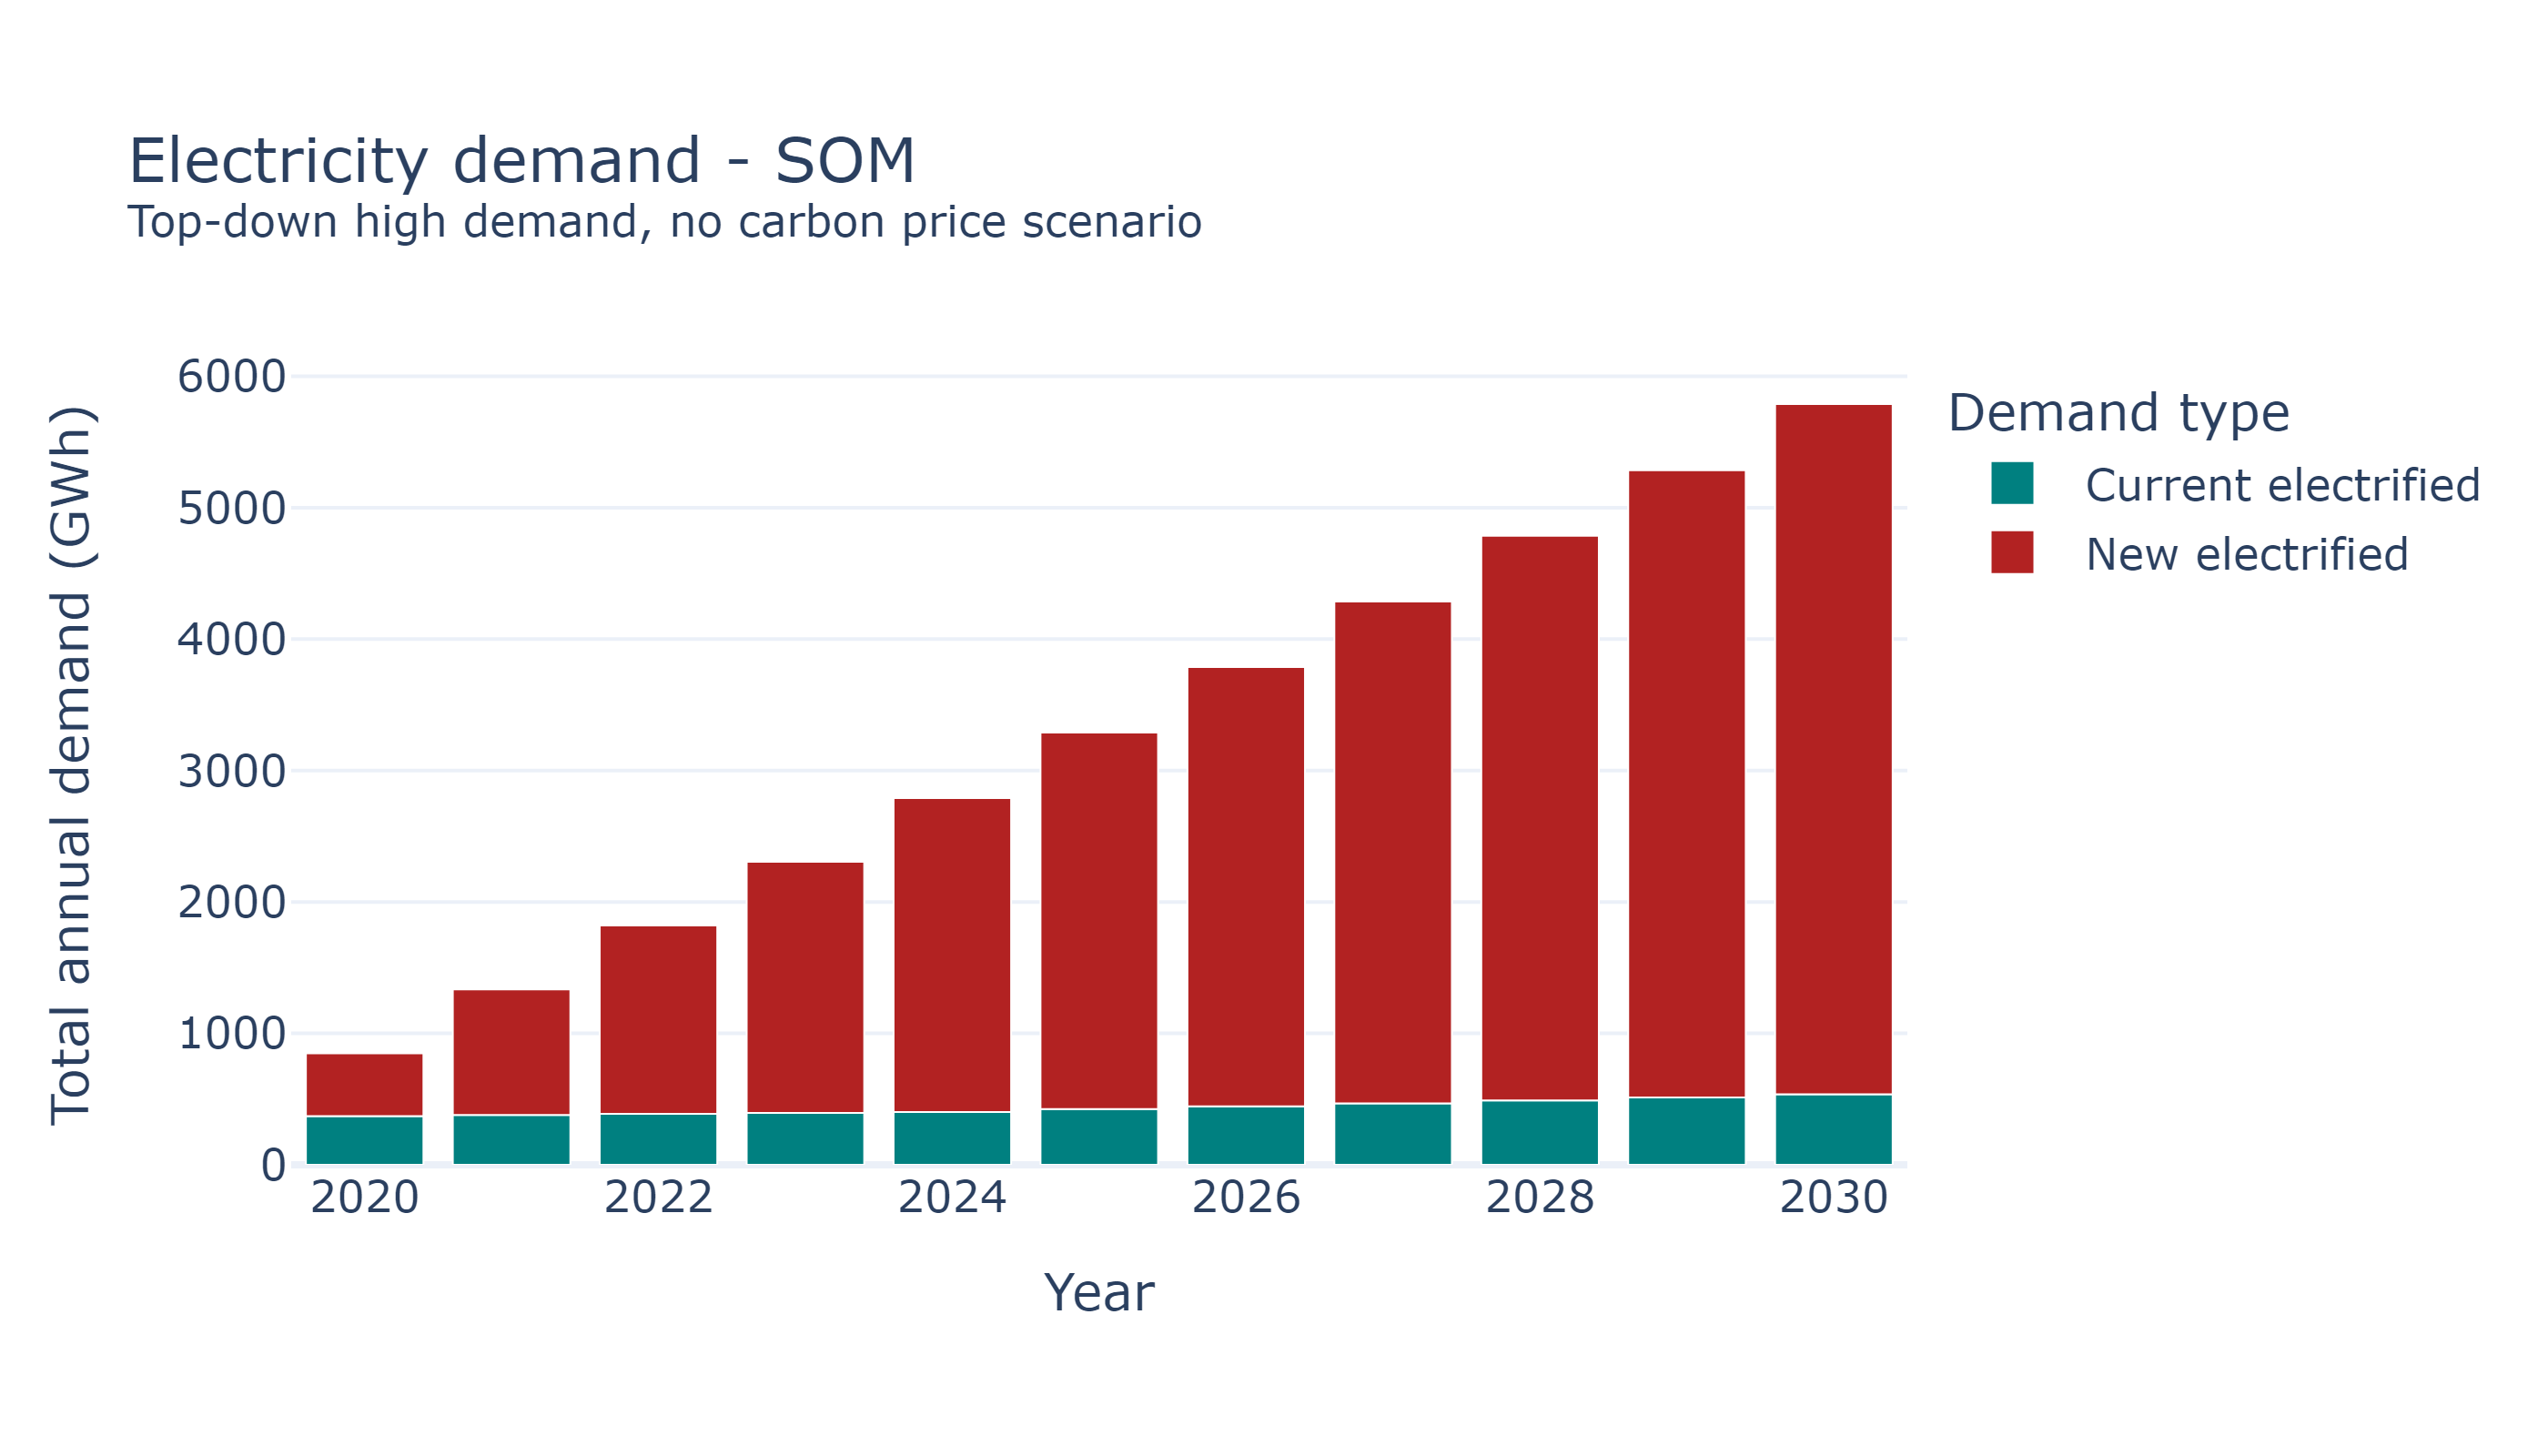 Electricity demand - SOM
Top-down high demand, no carbon price scenario
Total annual demand (GWh)
6000
5000
4000
3000
2000
1000
0
2020 2022 2024 2026 2028 2030
Year
Demand type
Current electrified
New electrified